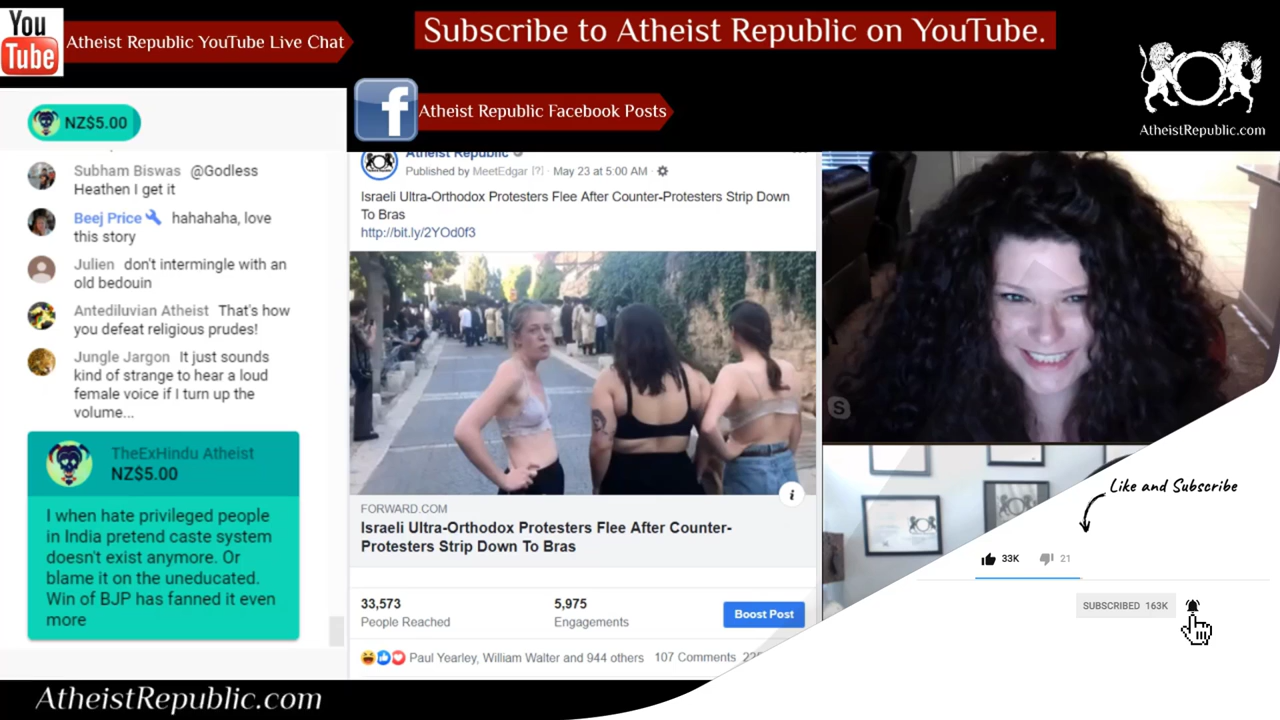 You
Tube
Atheist Republic YouTube Live Chat
Subscribe to Atheist Republic on YouTube.
AtheistRepublic.com
f
Atheist Republic Facebook Posts
NZ$5.00
Subham Biswas @Godless
Heathen I get it
Beej Price hahahaha, love
this story
Julien don't intermingle with an
old bedouin
Antediluvian Atheist That's how
you defeat religious prudes!
Jungle Jargon It just sounds
kind of strange to hear a loud
female voice if I turn up the
volume...
TheExHindu Atheist
NZ$5.00
I when hate privileged people
in India pretend caste system
doesn't exist anymore. Or
blame it on the uneducated.
Win of BJP has fanned it even
more
Atheist Republic
Published by MeetEdgar [?] · May 23 at 5:00 AM ·
Israeli Ultra-Orthodox Protesters Flee After Counter-Protesters Strip Down
To Bras
http://bit.ly/2YOd0f3
i
FORWARD.COM
Israeli Ultra-Orthodox Protesters Flee After Counter-
Protesters Strip Down To Bras
33,573
People Reached
5,975
Engagements
Boost Post
Paul Yearley, William Walter and 944 others 107 Comments
Like and Subscribe
33K
21
SUBSCRIBED 163K
AtheistRepublic.com